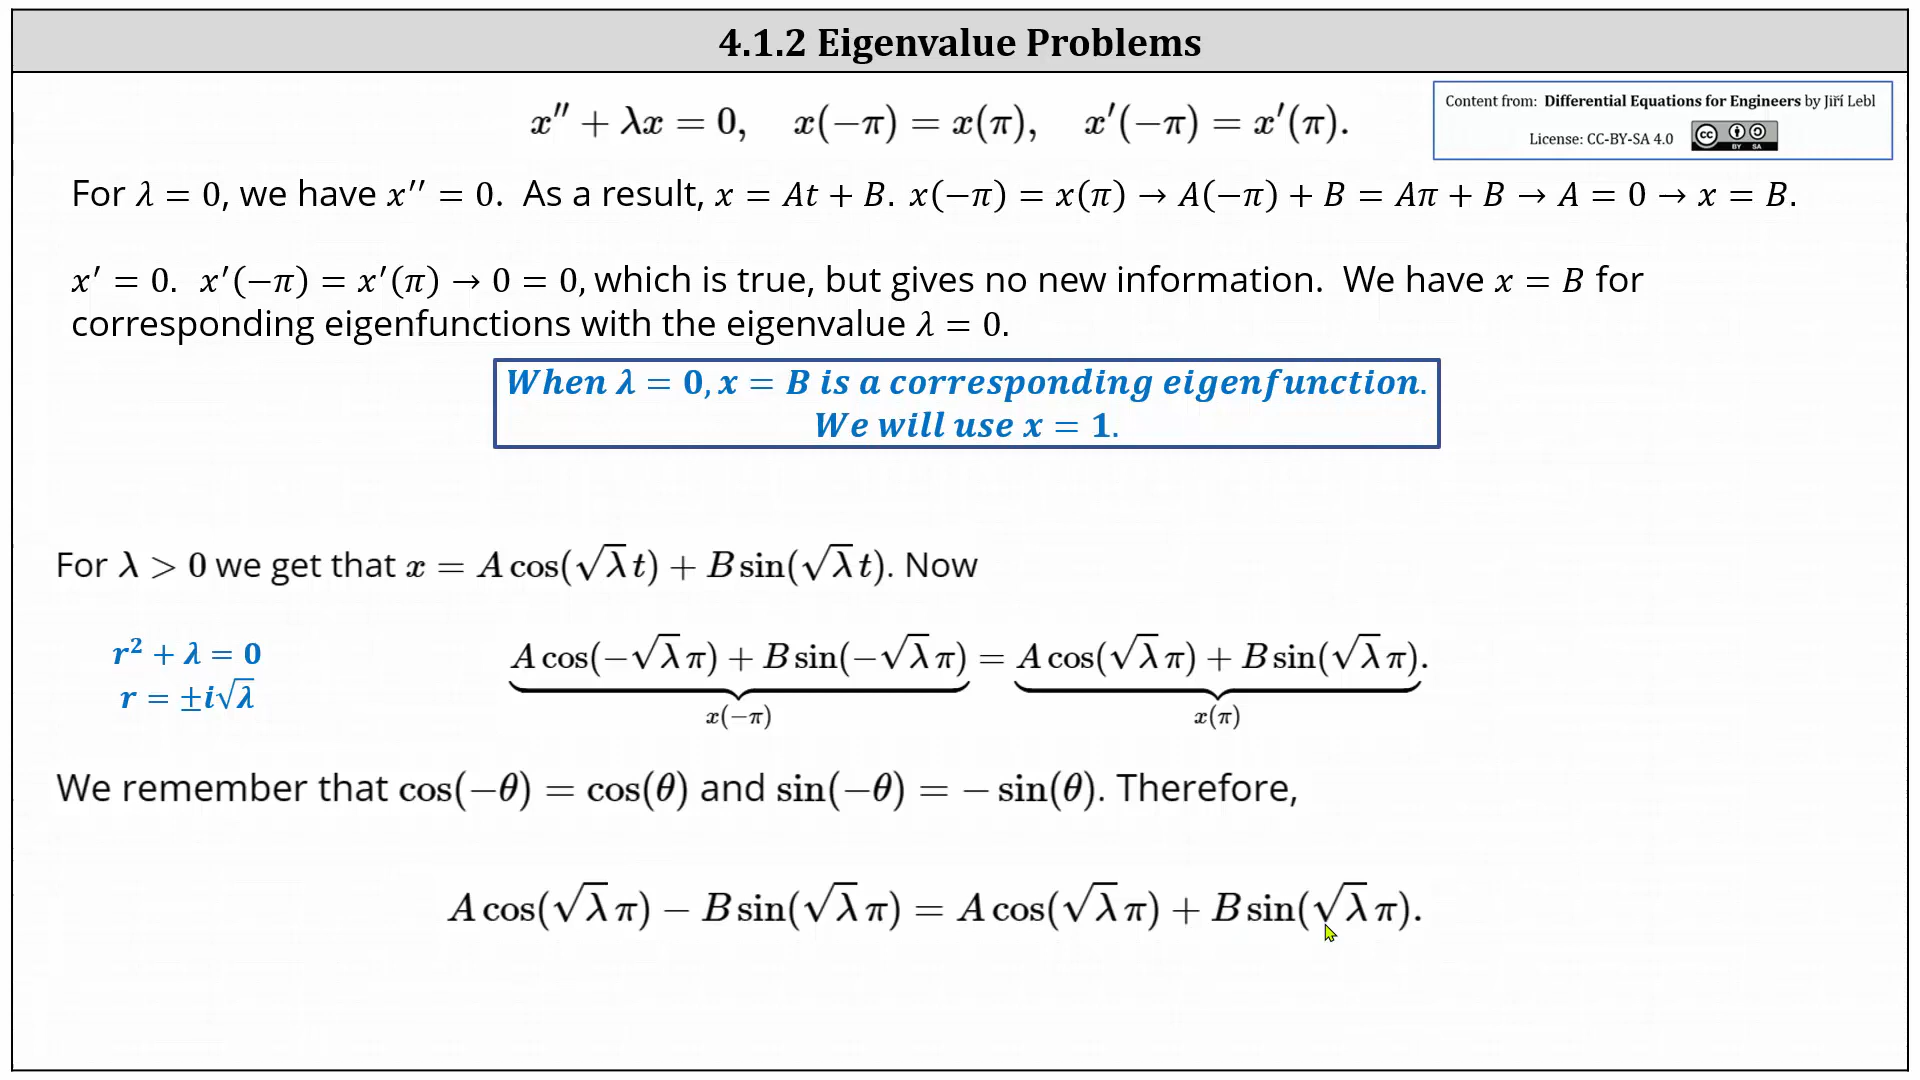 4.1.2 Eigenvalue Problems
x″ + λx = 0, x(−π) = x(π), x′(−π) = x′(π).
Content from: Differential Equations for Engineers by Jiří Lebl
License: CC-BY-SA 4.0
cc BY SA
For λ = 0, we have x′′ = 0. As a result, x = At + B. x(−π) = x(π) → A(−π) + B = Aπ + B → A = 0 → x = B.
x′ = 0. x′(−π) = x′(π) → 0 = 0, which is true, but gives no new information. We have x = B for
corresponding eigenfunctions with the eigenvalue λ = 0.
When λ = 0, x = B is a corresponding eigenfunction.
We will use x = 1.
For λ > 0 we get that x = A cos(√λ t) + B sin(√λ t). Now
r² + λ = 0
r = ±i√λ
A cos(−√λ π) + B sin(−√λ π) = A cos(√λ π) + B sin(√λ π).
x(−π) x(π)
We remember that cos(−θ) = cos(θ) and sin(−θ) = − sin(θ). Therefore,
A cos(√λ π) − B sin(√λ π) = A cos(√λ π) + B sin(√λ π).